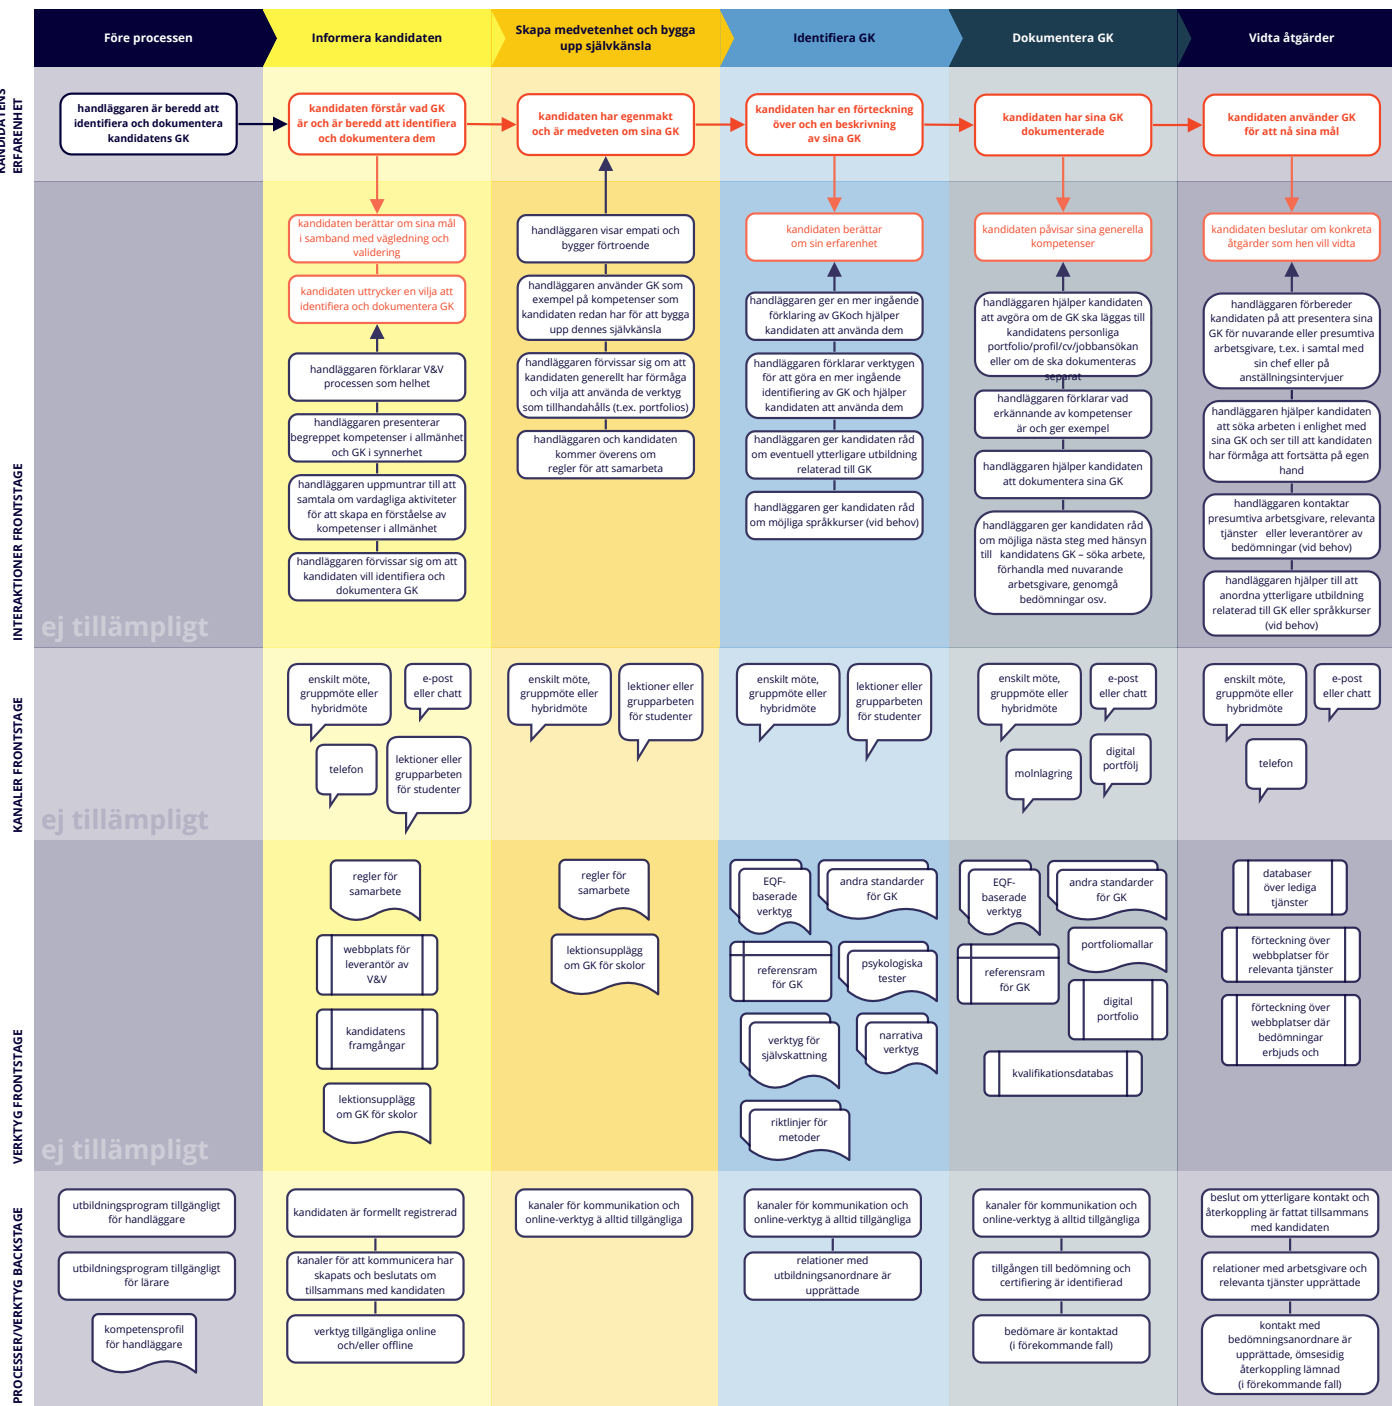 Före processen
Informera kandidaten
Skapa medvetenhet och bygga
upp självkänsla
Identifiera GK
Dokumentera GK
Vidta åtgärder
KANDIDATENS
ERFARENHET
handläggaren är beredd att
identifiera och dokumentera
kandidatens GK
kandidaten förstår vad GK
är och är beredd att identifiera
och dokumentera dem
kandidaten har egenmakt
och är medveten om sina GK
kandidaten har en förteckning
över och en beskrivning
av sina GK
kandidaten har sina GK
dokumenterade
kandidaten använder GK
för att nå sina mål
INTERAKTIONER FRONTSTAGE
ej tillämpligt
kandidaten berättar om sina mål
i samband med vägledning och
validering
kandidaten uttrycker en vilja att
identifiera och dokumentera GK
handläggaren förklarar V&V
processen som helhet
handläggaren presenterar
begreppet kompetenser i allmänhet
och GK i synnerhet
handläggaren uppmuntrar till att
samtala om vardagliga aktiviteter
för att skapa en förståelse av
kompetenser i allmänhet
handläggaren förvissar sig om att
kandidaten vill identifiera och
dokumentera GK
handläggaren visar empati och
bygger förtroende
handläggaren använder GK som
exempel på kompetenser som
kandidaten redan har för att bygga
upp dennes självkänsla
handläggaren förvissar sig om att
kandidaten generellt har förmåga
och vilja att använda de verktyg
som tillhandahålls (t.ex. portfolios)
handläggaren och kandidaten
kommer överens om
regler för att samarbeta
kandidaten berättar
om sin erfarenhet
handläggaren ger en mer ingående
förklaring av GKoch hjälper
kandidaten att använda dem
handläggaren förklarar verktygen
för att göra en mer ingående
identifiering av GK och hjälper
kandidaten att använda dem
handläggaren ger kandidaten råd
om eventuell ytterligare utbildning
relaterad till GK
handläggaren ger kandidaten råd
om möjliga språkkurser (vid behov)
kandidaten påvisar sina generella
kompetenser
handläggaren hjälper kandidaten
att avgöra om de GK ska läggas till
kandidatens personliga
portfolio/profil/cv/jobbansökan
eller om de ska dokumenteras
separat
handläggaren förklarar vad
erkännande av kompetenser
är och ger exempel
handläggaren hjälper kandidaten
att dokumentera sina GK
handläggaren ger kandidaten råd
om möjliga nästa steg med hänsyn
till kandidatens GK – söka arbete,
förhandla med nuvarande
arbetsgivare, genomgå
bedömningar osv.
kandidaten beslutar om konkreta
åtgärder som hen vill vidta
handläggaren förbereder
kandidaten på att presentera sina
GK för nuvarande eller presumtiva
arbetsgivare, t.ex. i samtal med
sin chef eller på
anställningsintervjuer
handläggaren hjälper kandidaten
att söka arbeten i enlighet med
sina GK och ser till att kandidaten
har förmåga att fortsätta på egen
hand
handläggaren kontaktar
presumtiva arbetsgivare, relevanta
tjänster eller leverantörer av
bedömningar (vid behov)
handläggaren hjälper till att
anordna ytterligare utbildning
relaterad till GK eller språkkurser
(vid behov)
KANALER FRONTSTAGE
ej tillämpligt
enskilt möte,
gruppmöte eller
hybridmöte
e-post
eller chatt
telefon
lektioner eller
grupparbeten
för studenter
enskilt möte,
gruppmöte eller
hybridmöte
lektioner eller
grupparbeten
för studenter
enskilt möte,
gruppmöte eller
hybridmöte
lektioner eller
grupparbeten
för studenter
enskilt möte,
gruppmöte eller
hybridmöte
e-post
eller chatt
molnlagring
digital
portfölj
enskilt möte,
gruppmöte eller
hybridmöte
e-post
eller chatt
telefon
VERKTYG FRONTSTAGE
ej tillämpligt
regler för
samarbete
webbplats för
leverantör av
V&V
kandidatens
framgångar
lektionsupplägg
om GK för skolor
regler för
samarbete
lektionsupplägg
om GK för skolor
EQF-
baserade
verktyg
andra standarder
för GK
referensram
för GK
psykologiska
tester
verktyg för
självskattning
narrativa
verktyg
riktlinjer för
metoder
EQF-
baserade
verktyg
andra standarder
för GK
referensram
för GK
portfoliomallar
digital
portfolio
kvalifikationsdatabas
databaser
över lediga
tjänster
förteckning över
webbplatser för
relevanta tjänster
förteckning över
webbplatser där
bedömningar
erbjuds och
PROCESSER/VERKTYG BACKSTAGE
utbildningsprogram tillgängligt
för handläggare
utbildningsprogram tillgängligt
för lärare
kompetensprofil
för handläggare
kandidaten är formellt registrerad
kanaler för att kommunicera har
skapats och beslutats om
tillsammans med kandidaten
verktyg tillgängliga online
och/eller offline
kanaler för kommunikation och
online-verktyg ä alltid tillgängliga
kanaler för kommunikation och
online-verktyg ä alltid tillgängliga
relationer med
utbildningsanordnare är
upprättade
kanaler för kommunikation och
online-verktyg ä alltid tillgängliga
tillgången till bedömning och
certifiering är identifierad
bedömare är kontaktad
(i förekommande fall)
beslut om ytterligare kontakt och
återkoppling är fattat tillsammans
med kandidaten
relationer med arbetsgivare och
relevanta tjänster upprättade
kontakt med
bedömningsanordnare är
upprättade, ömsesidig
återkoppling lämnad
(i förekommande fall)